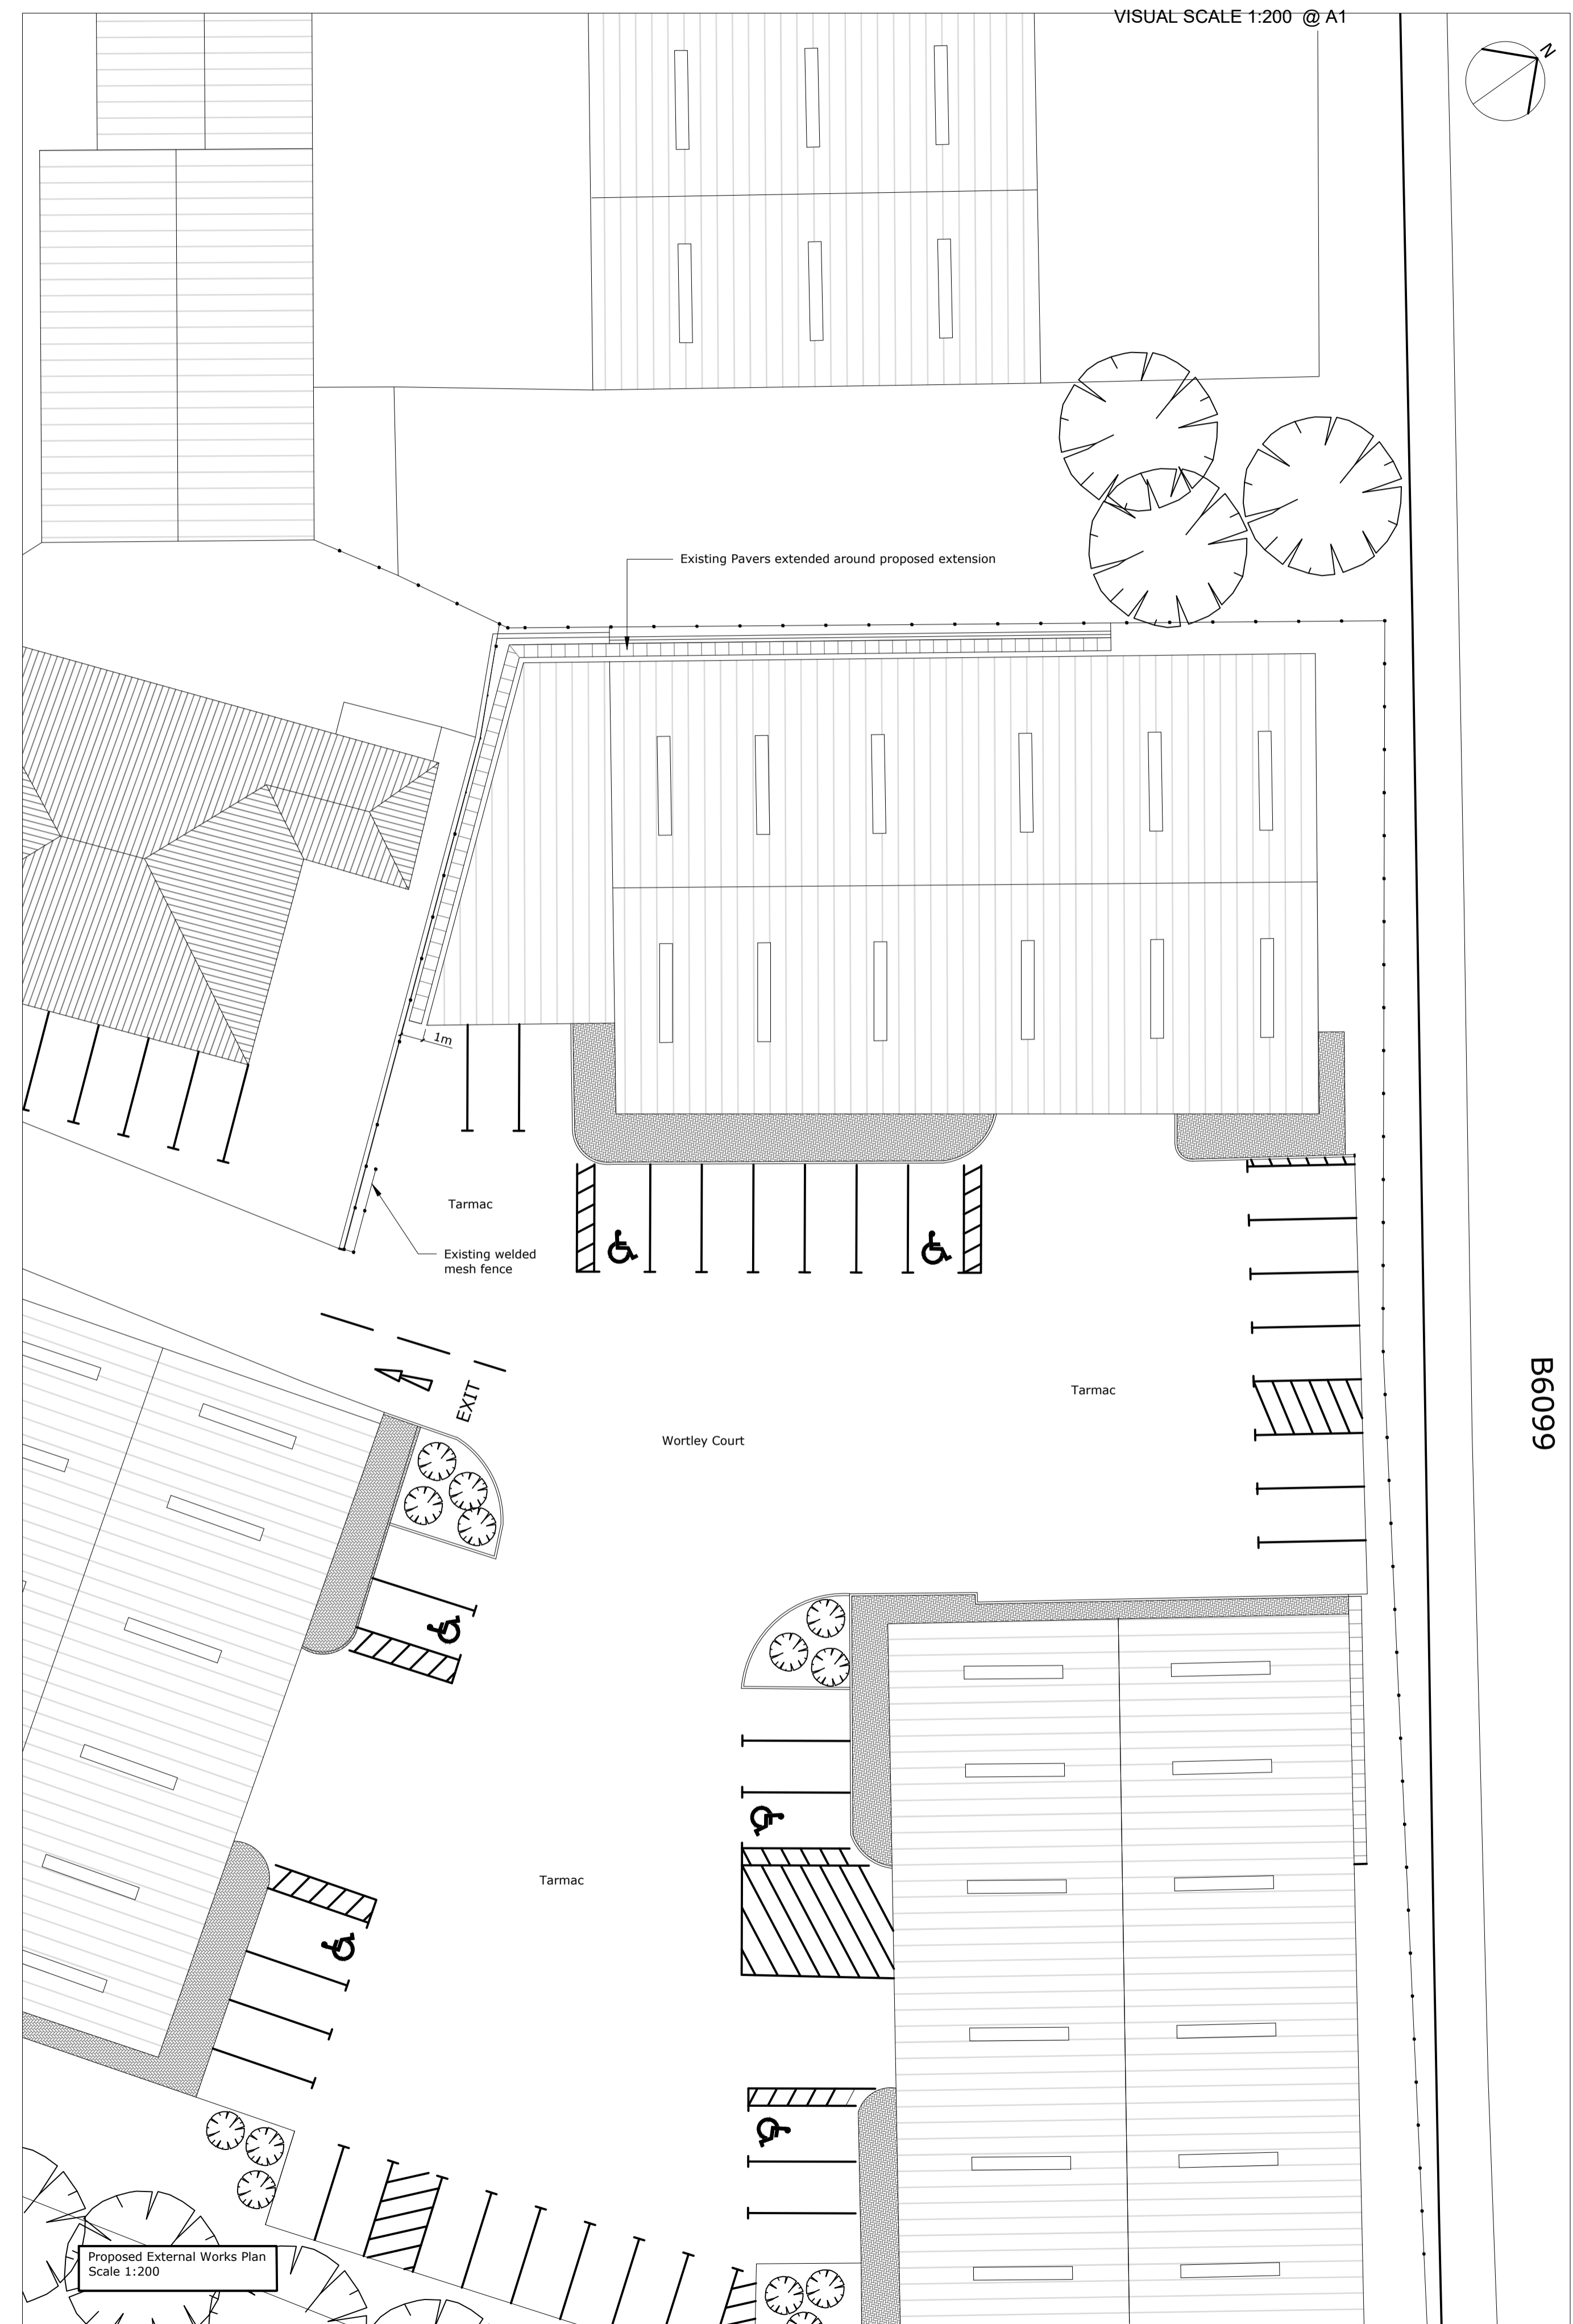 VISUAL SCALE 1:200 @ A1
N
Existing Pavers extended around proposed extension
1m
Tarmac
Existing welded
mesh fence
EXIT
Tarmac
B6099
Wortley Court
Tarmac
Proposed External Works Plan
Scale 1:200